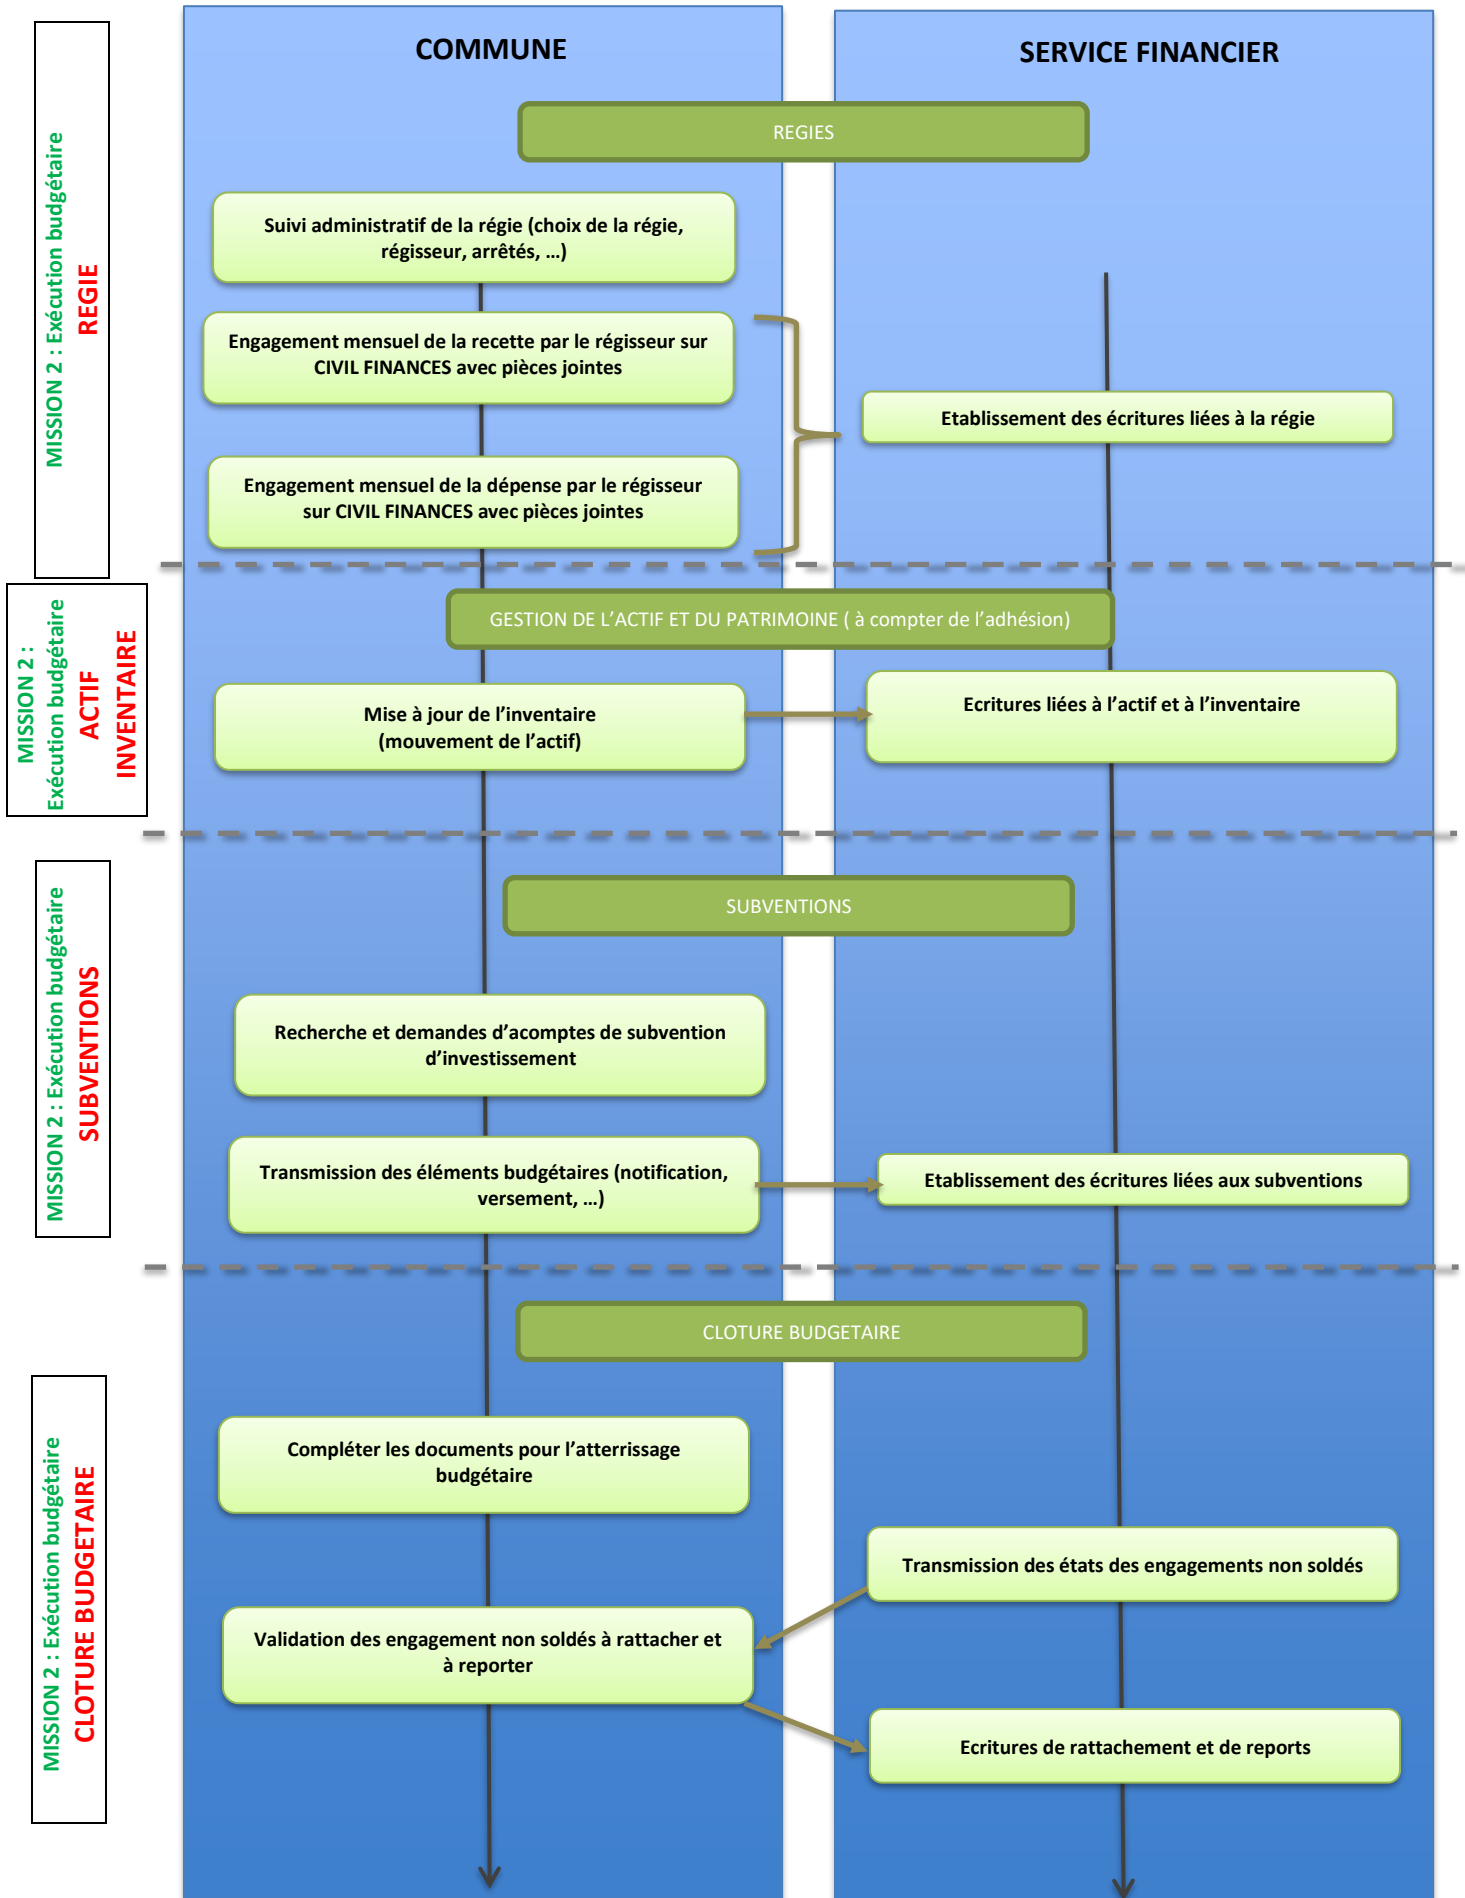 COMMUNE
SERVICE FINANCIER
MISSION 2 : Exécution budgétaire
REGIE
REGIES
Suivi administratif de la régie (choix de la régie,
régisseur, arrêtés, …)
Engagement mensuel de la recette par le régisseur sur
CIVIL FINANCES avec pièces jointes
Etablissement des écritures liées à la régie
Engagement mensuel de la dépense par le régisseur
sur CIVIL FINANCES avec pièces jointes
MISSION 2 :
Exécution budgétaire
ACTIF
INVENTAIRE
GESTION DE L’ACTIF ET DU PATRIMOINE ( à compter de l’adhésion)
Mise à jour de l’inventaire
(mouvement de l’actif)
Ecritures liées à l’actif et à l’inventaire
MISSION 2 : Exécution budgétaire
SUBVENTIONS
SUBVENTIONS
Recherche et demandes d’acomptes de subvention
d’investissement
Transmission des éléments budgétaires (notification,
versement, …)
Etablissement des écritures liées aux subventions
MISSION 2 : Exécution budgétaire
CLOTURE BUDGETAIRE
CLOTURE BUDGETAIRE
Compléter les documents pour l’atterrissage
budgétaire
Transmission des états des engagements non soldés
Validation des engagement non soldés à rattacher et
à reporter
Ecritures de rattachement et de reports